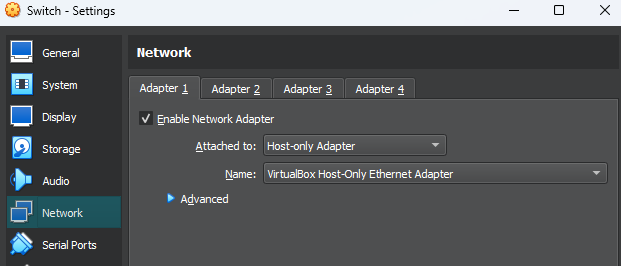 Switch - Settings
General
System
Display
Storage
Audio
Network
Serial Ports
Network
Adapter 1
Adapter 2
Adapter 3
Adapter 4
Enable Network Adapter
Attached to: Host-only Adapter
Name: VirtualBox Host-Only Ethernet Adapter
Advanced